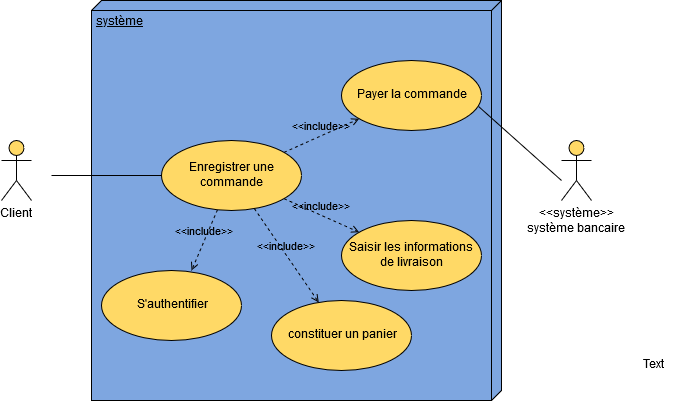 système
Payer la commande
<<include>>
Enregistrer une
commande
Client
<<système>>
système bancaire
<<include>>
<<include>>
<<include>>
Saisir les informations
de livraison
S'authentifier
constituer un panier
Text